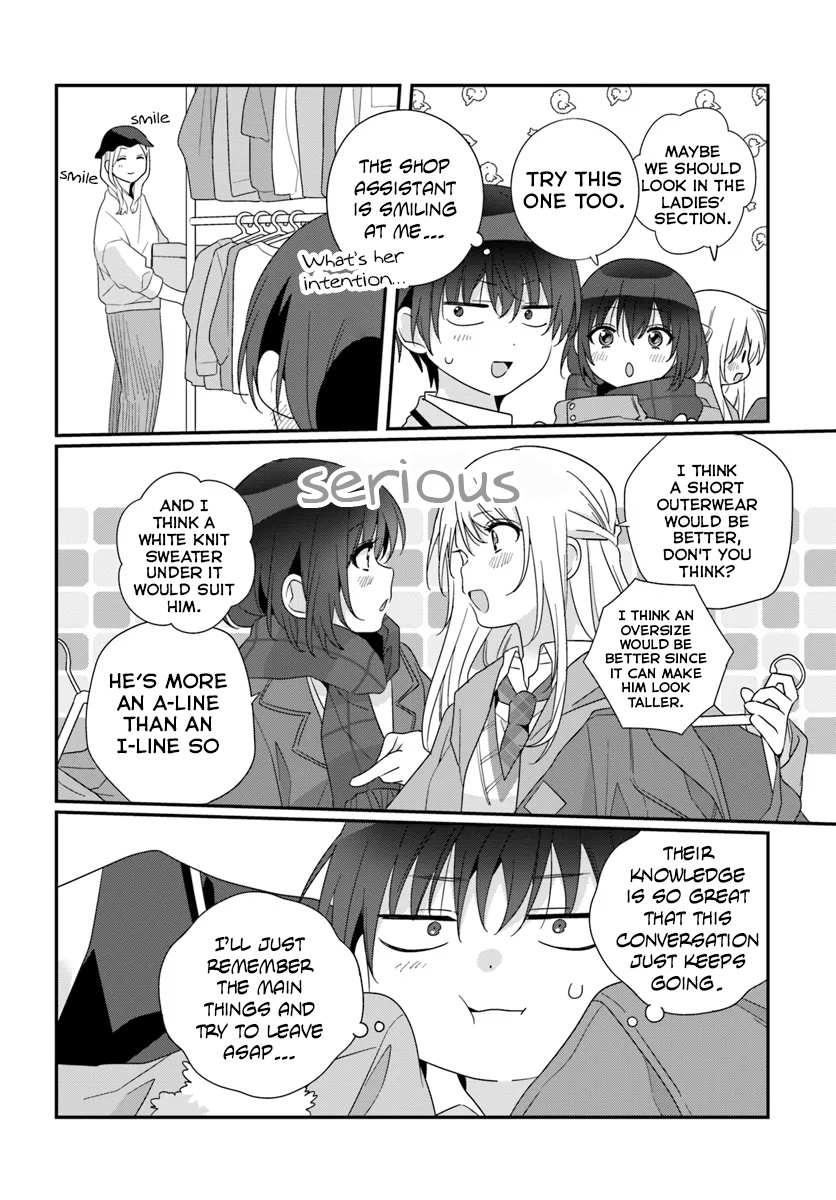 MAYBE
WE SHOULD
LOOK IN THE
LADIES'
SECTION.
TRY THIS
ONE TOO.
THE SHOP
ASSISTANT
IS SMILING
AT ME...
What's her
intention...
smile
smile
I THINK
A SHORT
OUTERWEAR
WOULD BE
BETTER,
DON'T YOU
THINK?
serious
AND I
THINK A
WHITE KNIT
SWEATER
UNDER IT
WOULD SUIT
HIM.
I THINK AN
OVERSIZE
WOULD BE
BETTER SINCE
IT CAN MAKE
HIM LOOK
TALLER.
HE'S MORE
AN A-LINE
THAN AN
I-LINE SO
THEIR
KNOWLEDGE
IS SO GREAT
THAT THIS
CONVERSATION
JUST KEEPS
GOING.
I'LL JUST
REMEMBER
THE MAIN
THINGS AND
TRY TO LEAVE
ASAP...